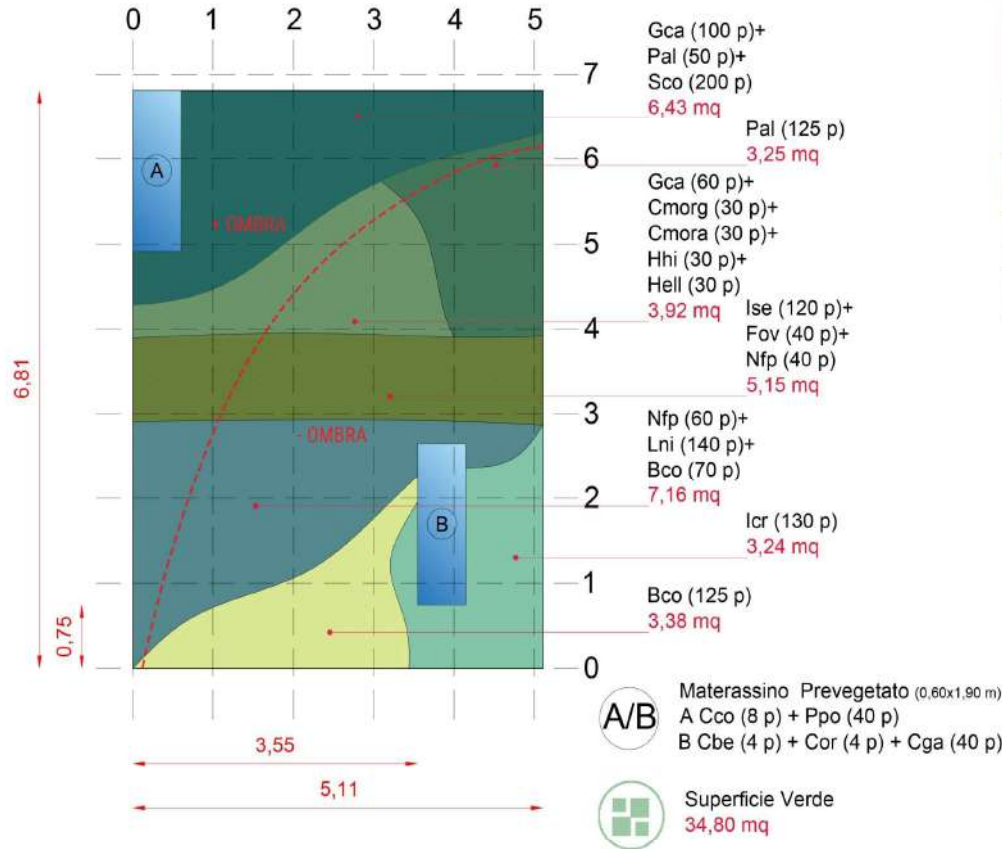 0 1 2 3 4 5
7
6
5
4
3
2
1
0
Gca (100 p)+
Pal (50 p)+
Sco (200 p)
6,43 mq
Pal (125 p)
3,25 mq
Gca (60 p)+
Cmorg (30 p)+
Cmora (30 p)+
Hhi (30 p)+
Hell (30 p)
3,92 mq
Ise (120 p)+
Fov (40 p)+
Nfp (40 p)
5,15 mq
Nfp (60 p)+
Lni (140 p)+
Bco (70 p)
7,16 mq
Icr (130 p)
3,24 mq
Bco (125 p)
3,38 mq
A
+ OMBRA
- OMBRA
B
6,81
0,75
3,55
5,11
A/B
Materassino Prevegetato (0,60x1,90 m)
A Cco (8 p) + Ppo (40 p)
B Cbe (4 p) + Cor (4 p) + Cga (40 p)
Superficie Verde
34,80 mq